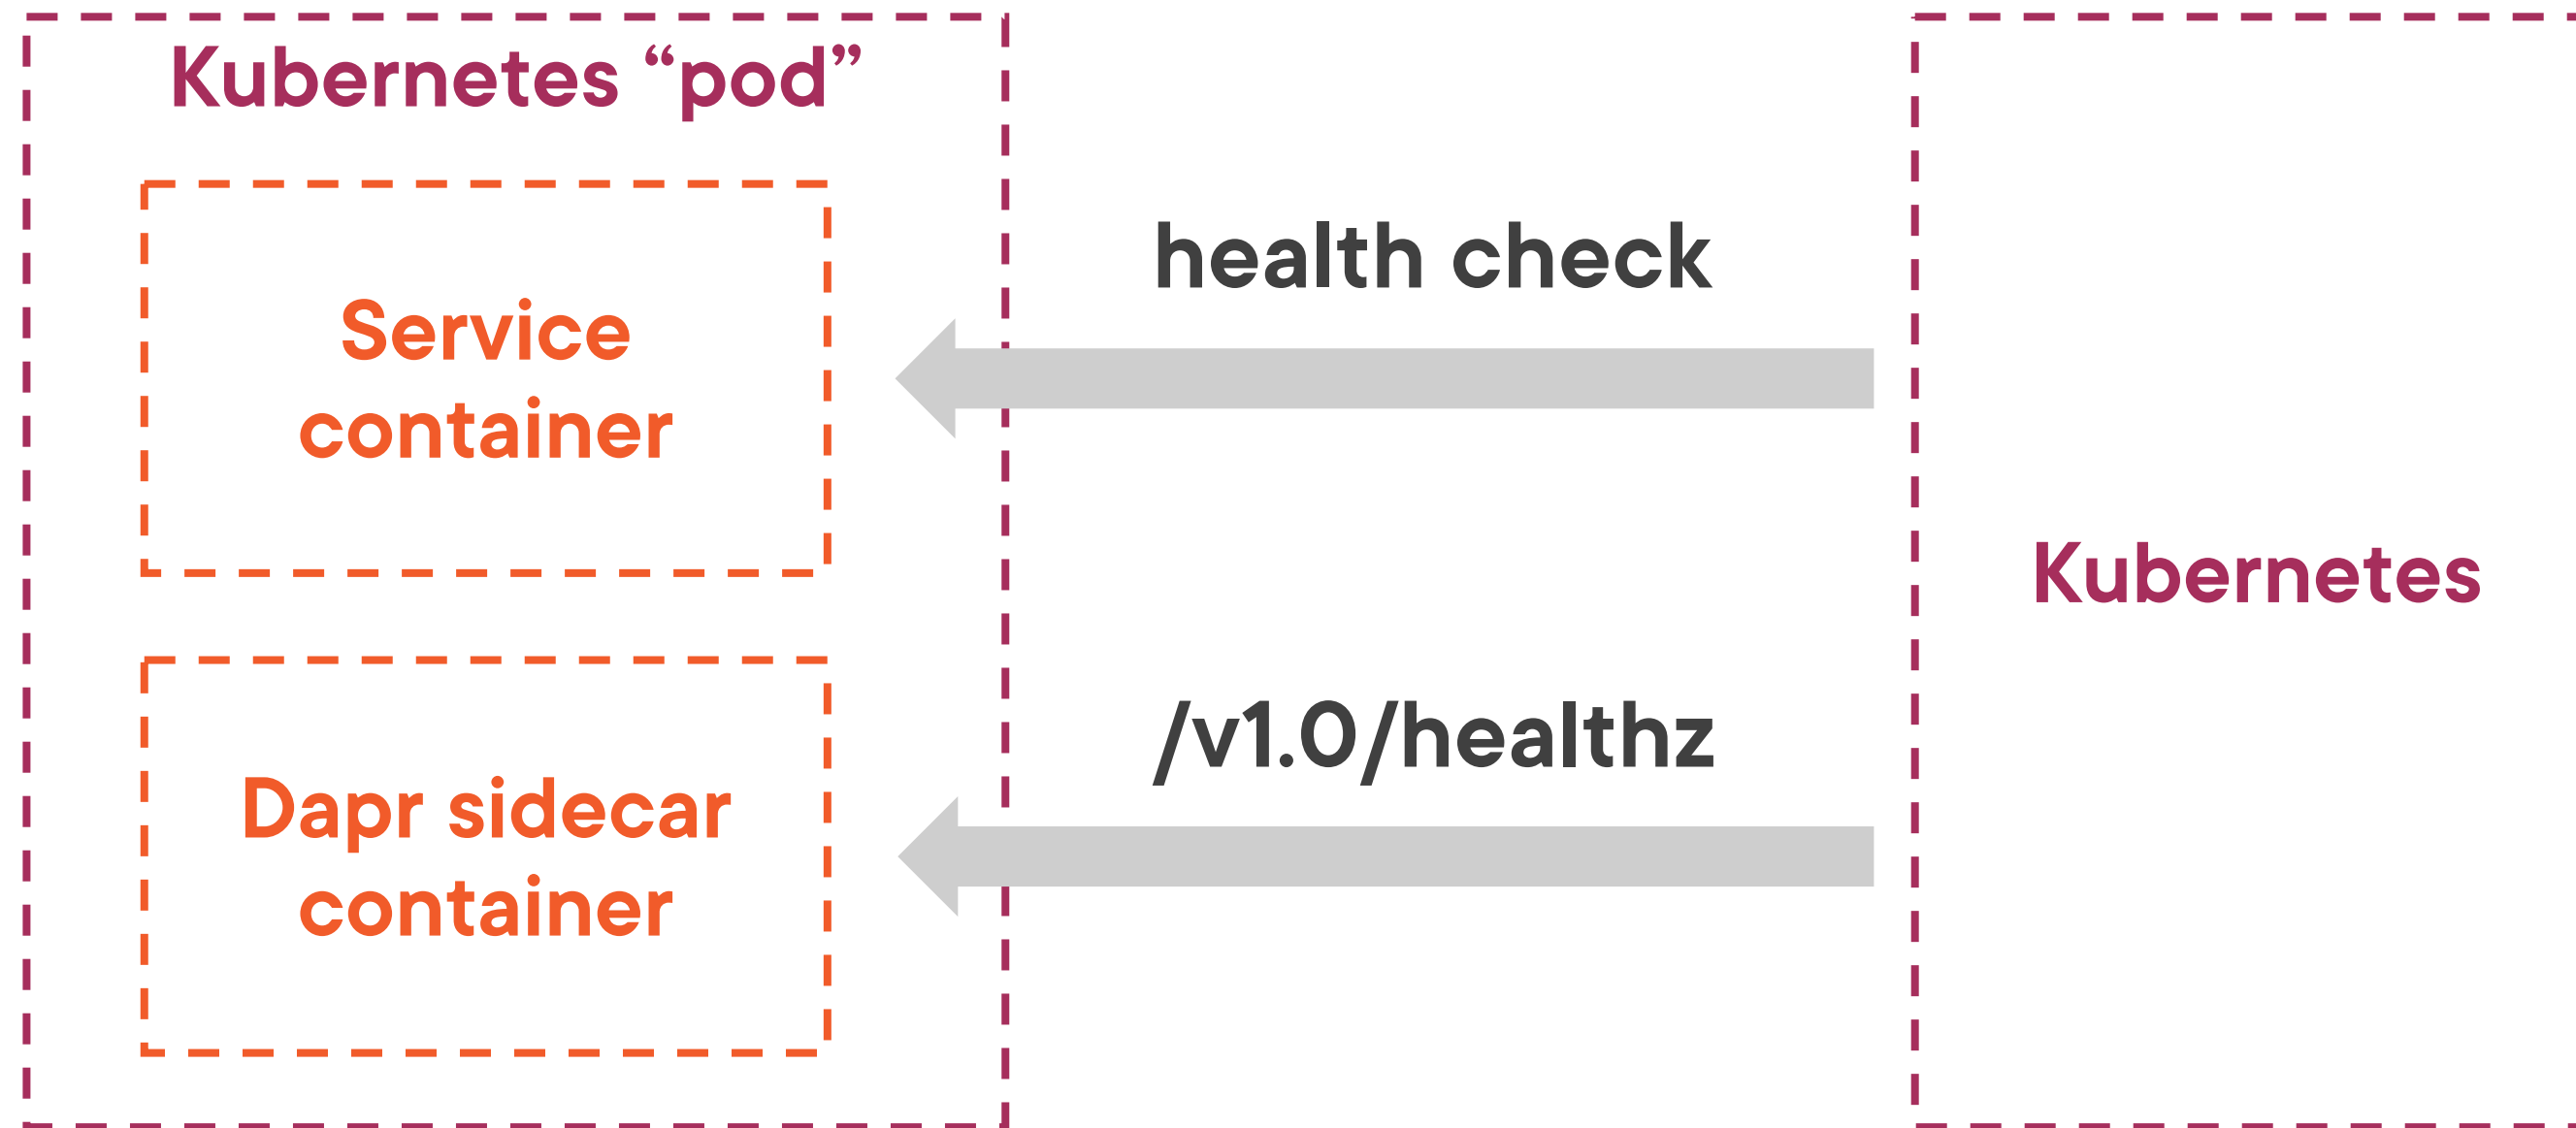 Kubernetes “pod”
Service
container
health check
Kubernetes
/v1.0/healthz
Dapr sidecar
container